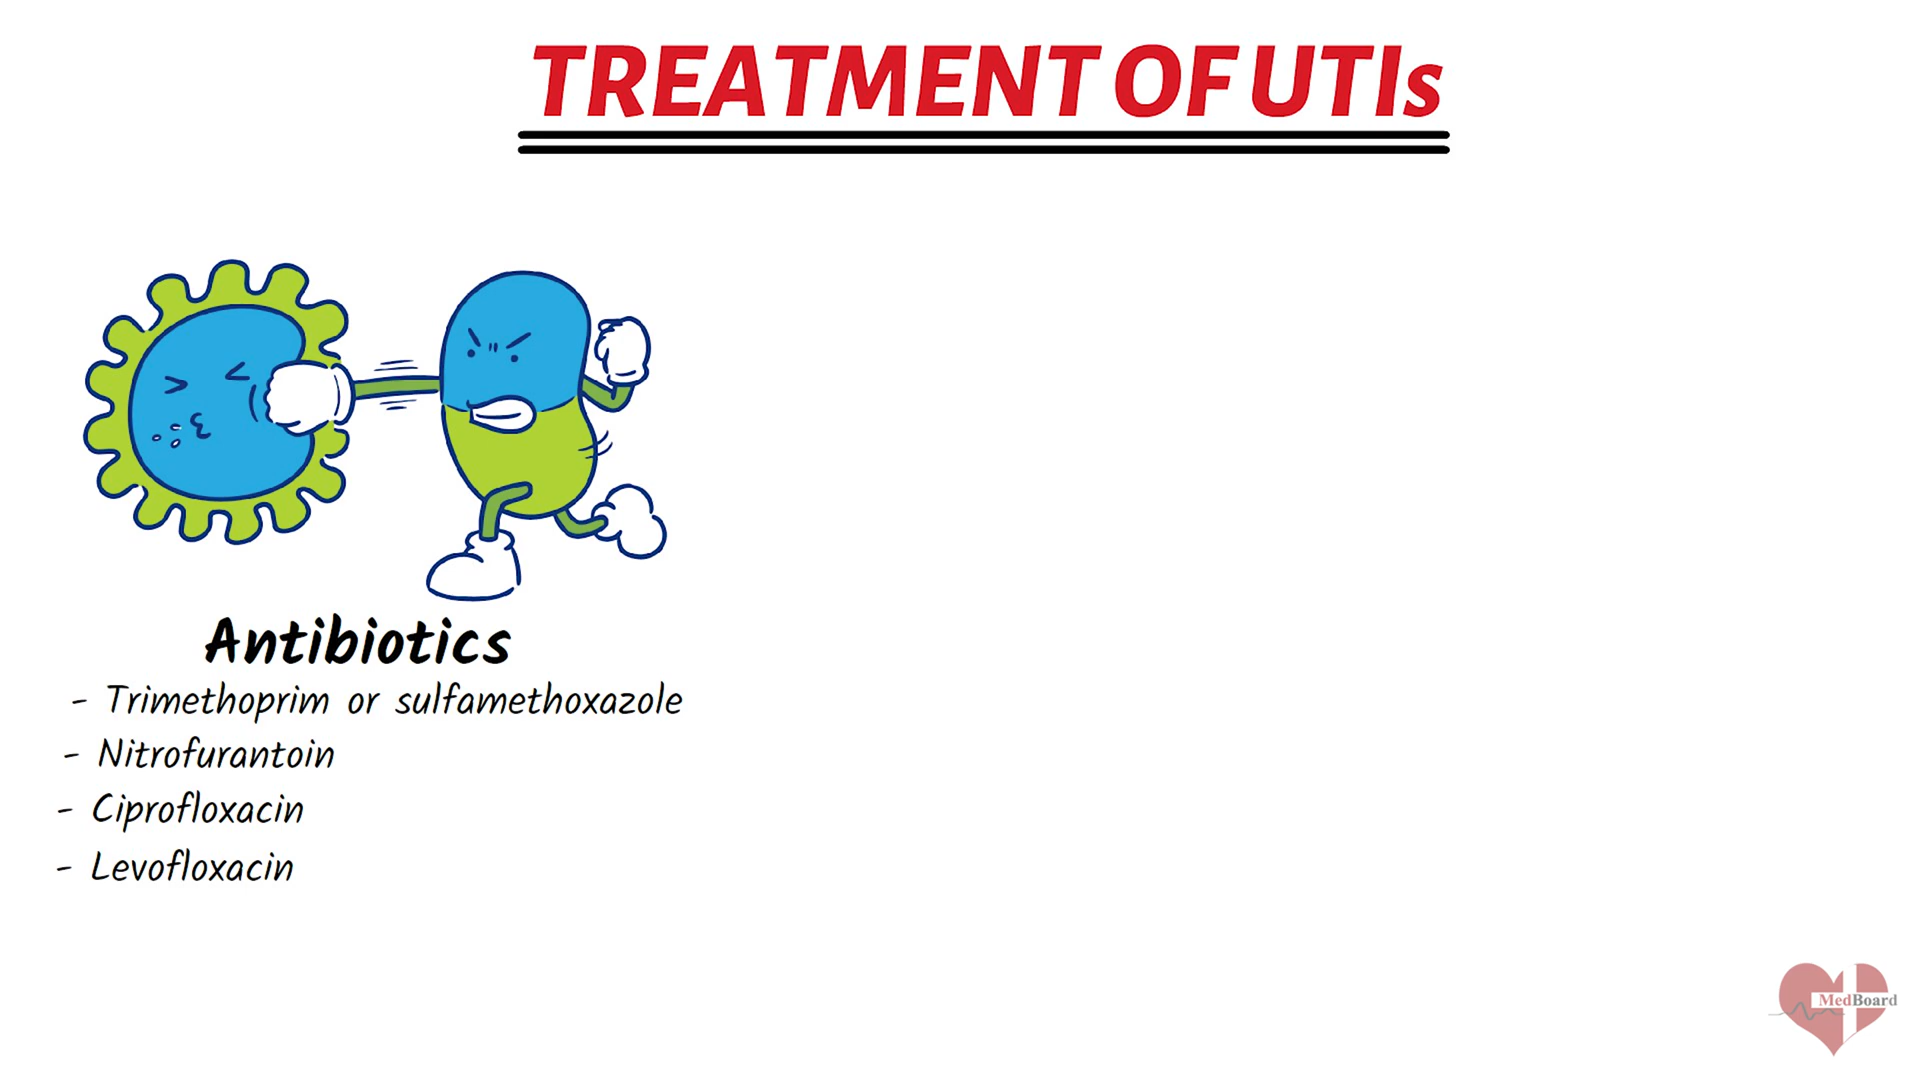 TREATMENT OF UTIs
Antibiotics
- Trimethoprim or sulfamethoxazole
- Nitrofurantoin
- Ciprofloxacin
- Levofloxacin
MedBoard